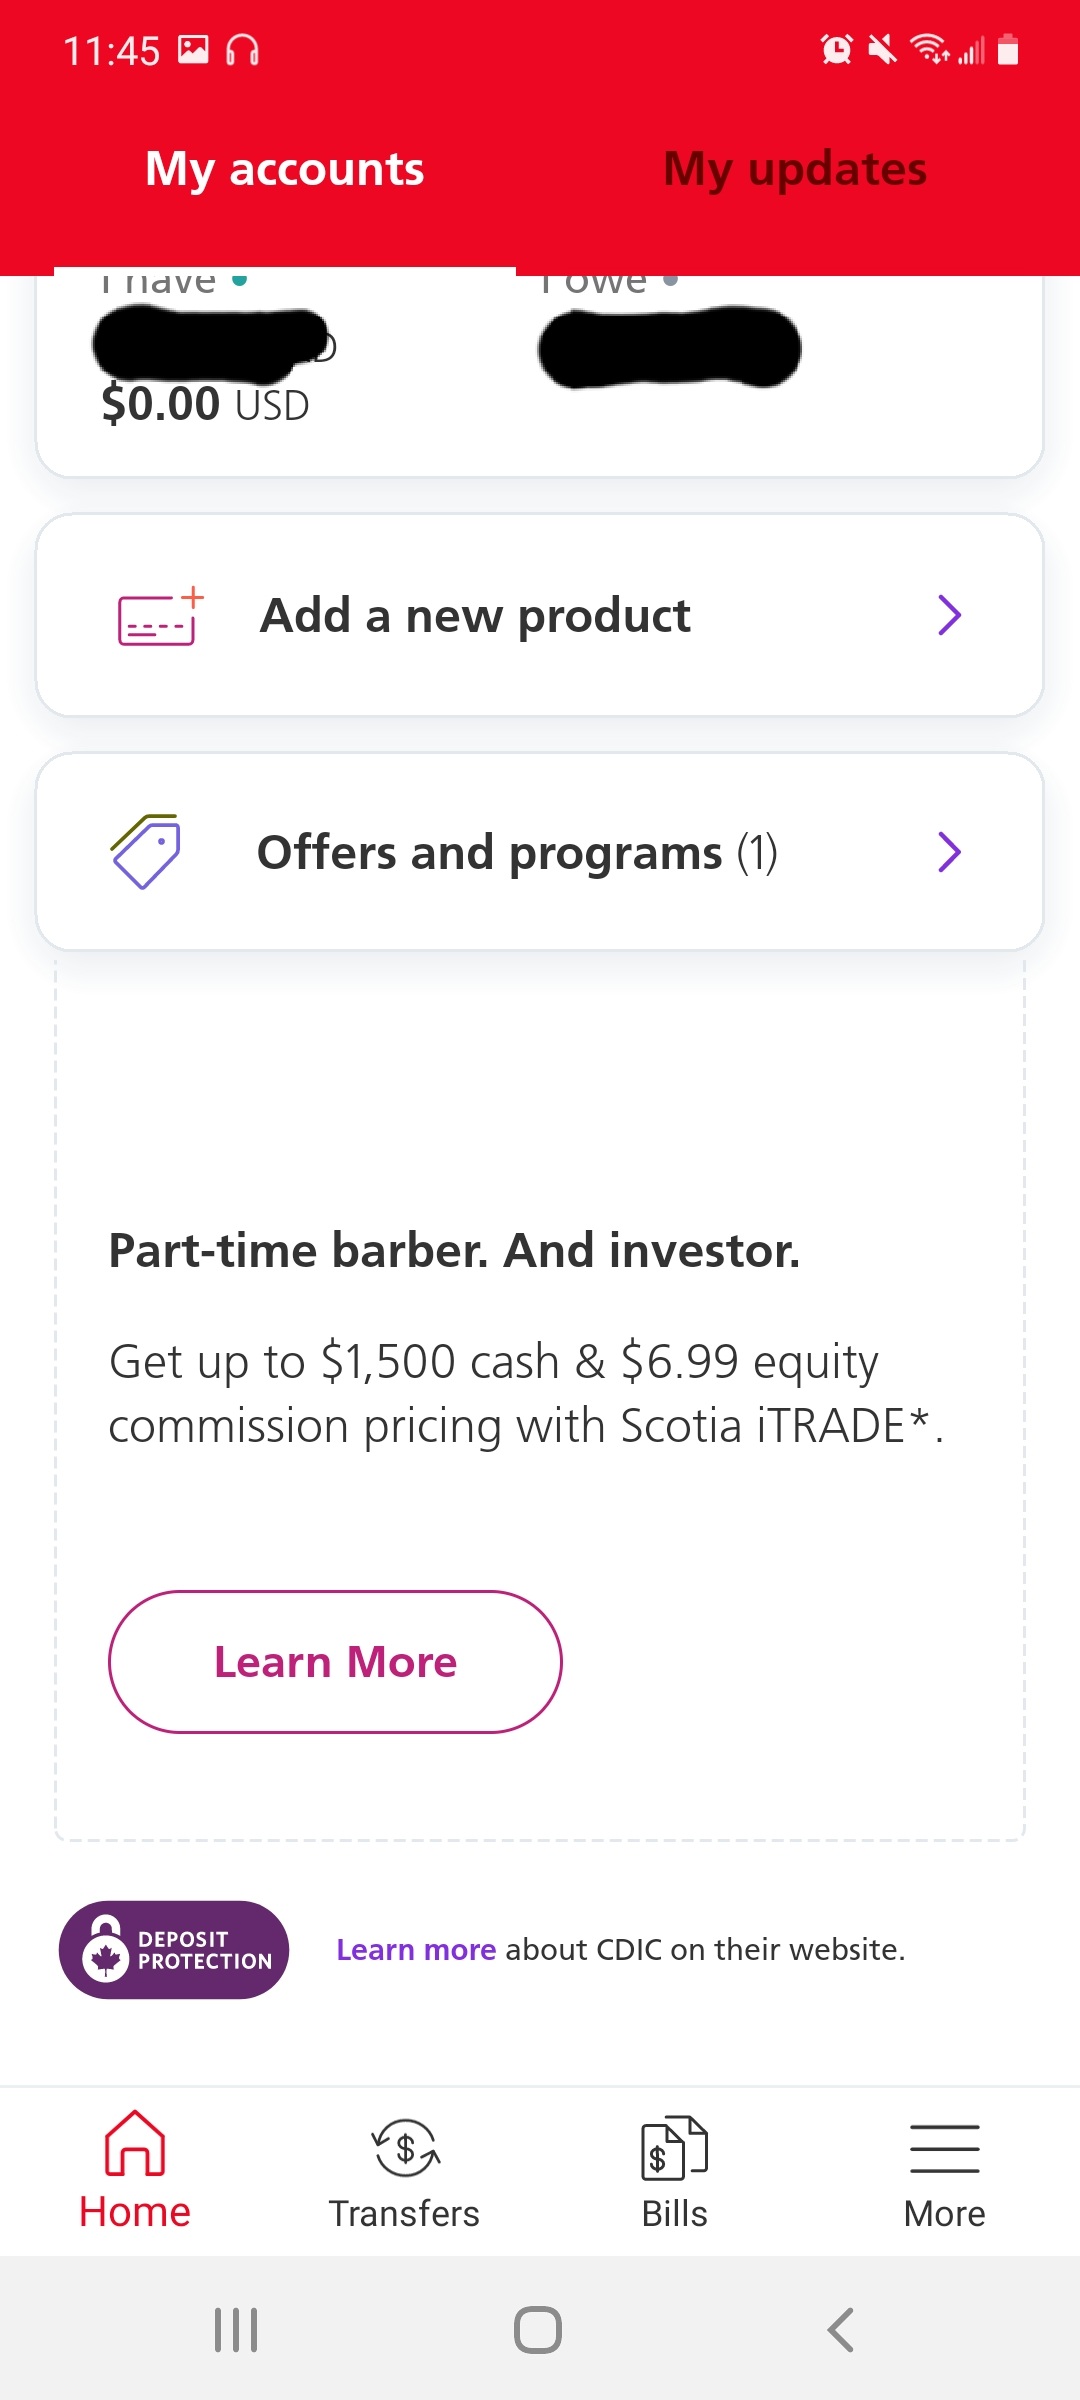 11:45
My accounts
My updates
I have
I owe
$0.00 USD
Add a new product
Offers and programs (1)
Part-time barber. And investor.
Get up to $1,500 cash & $6.99 equity
commission pricing with Scotia iTRADE*.
Learn More
DEPOSIT
PROTECTION
Learn more about CDIC on their website.
Home
Transfers
Bills
More